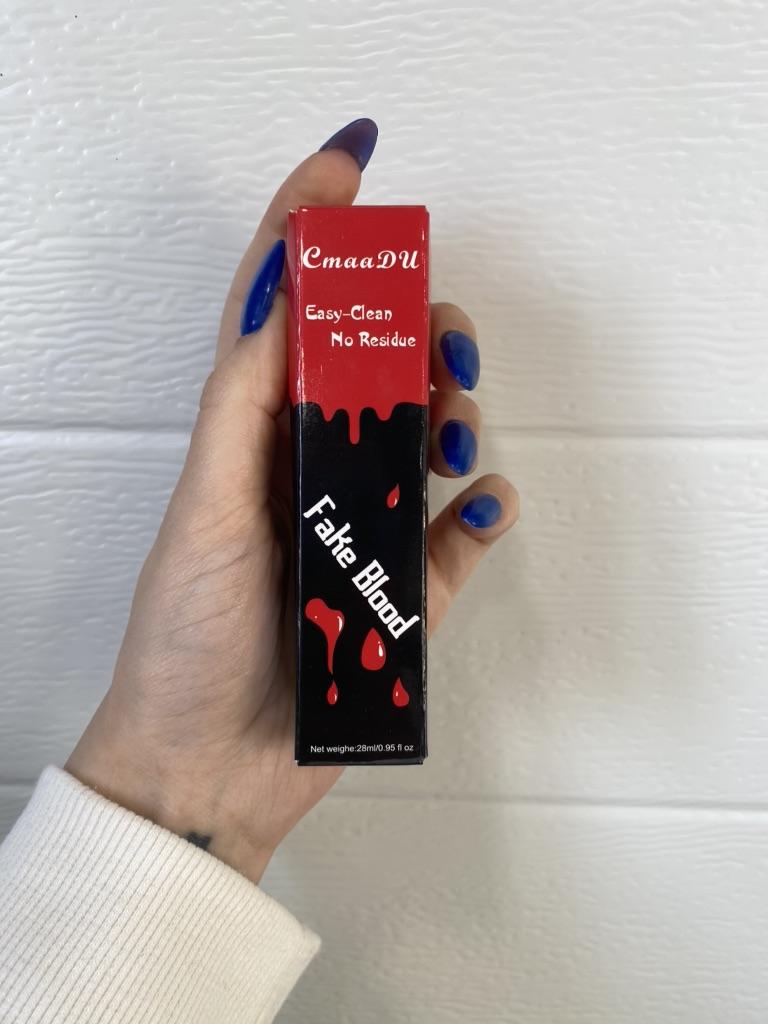 CmaaDU
Easy-Clean
No Residue
Fake Blood
Net weighe:28ml/0.95 fl oz